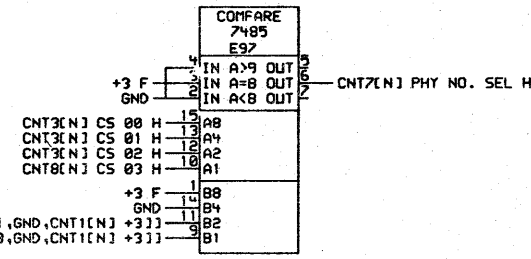 COMPARE
7485
E97
4 IN A>9 OUT 5
+3 F 3 IN A=B OUT 6 CNT7[N] PHY NO. SEL H
GND 2 IN A<B OUT 7
CNT3[N] CS 00 H 15 A8
CNT3[N] CS 01 H 13 A4
CNT3[N] CS 02 H 12 A2
CNT8[N] CS 03 H 10 A1
+3 F 1 B8
GND 14 B4
,GND,CNT1[N] +3]] 11 B2
,GND,CNT1[N] +3]] 9 B1